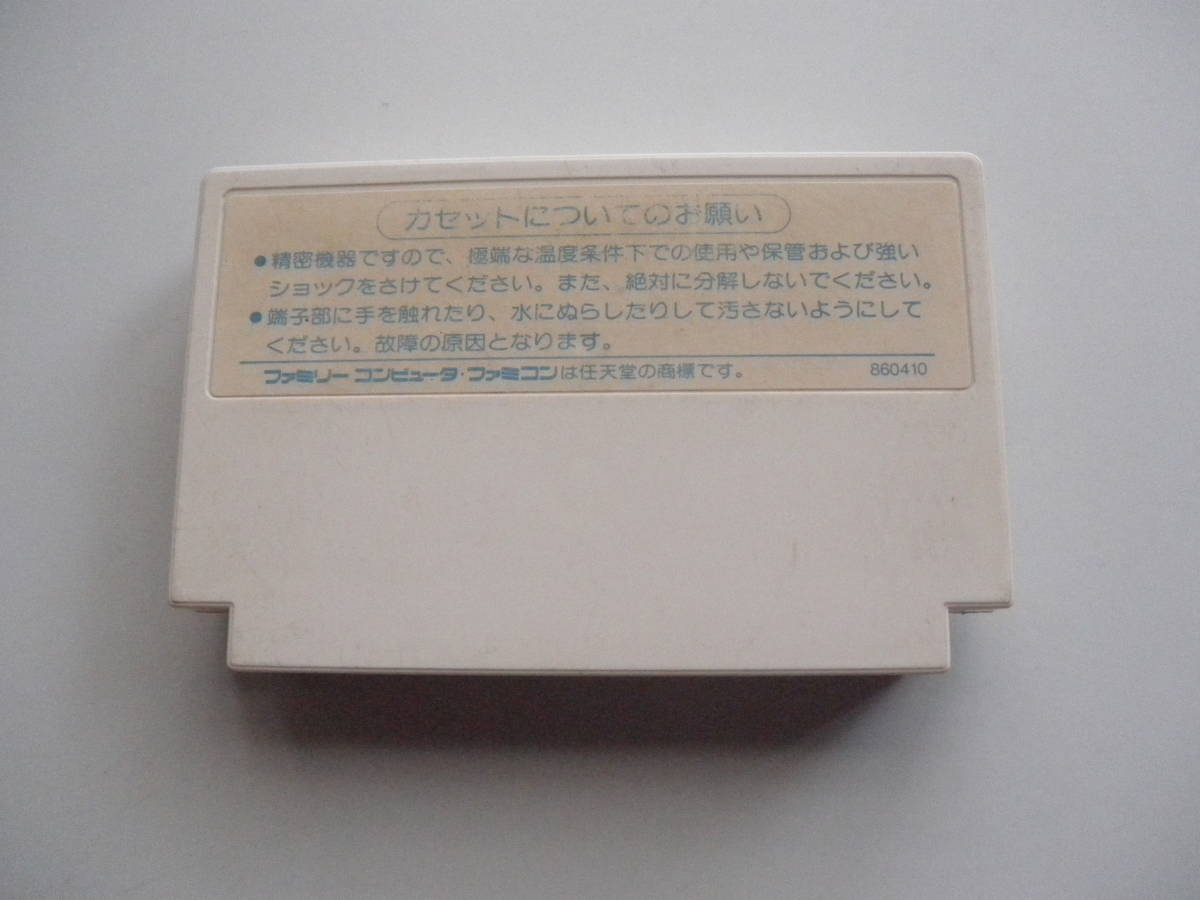 カセットについてのお願い
●精密機器ですので、極端な温度条件下での使用や保管および強い
ショックをさけてください。また、絶対に分解しないでください。
●端子部に手を触れたり、水にぬらしたりして汚さないようにして
ください。故障の原因となります。
ファミリーコンピュータ・ファミコンは任天堂の商標です。 860410